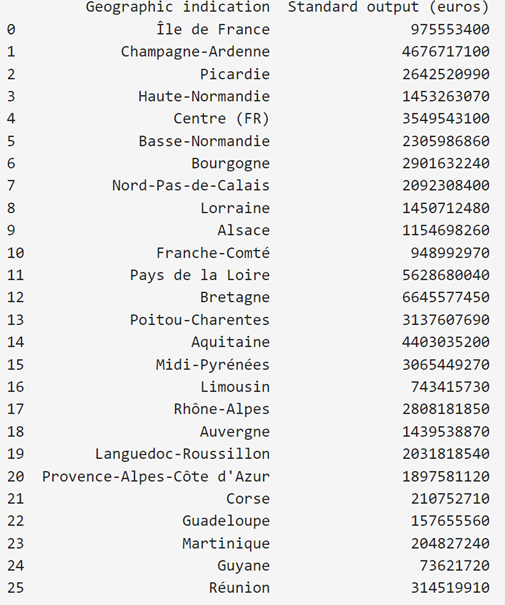 Geographic indication Standard output (euros)
0 Île de France 975553400
1 Champagne-Ardenne 4676717100
2 Picardie 2642520990
3 Haute-Normandie 1453263070
4 Centre (FR) 3549543100
5 Basse-Normandie 2305986860
6 Bourgogne 2901632240
7 Nord-Pas-de-Calais 2092308400
8 Lorraine 1450712480
9 Alsace 1154698260
10 Franche-Comté 948992970
11 Pays de la Loire 5628680040
12 Bretagne 6645577450
13 Poitou-Charentes 3137607690
14 Aquitaine 4403035200
15 Midi-Pyrénées 3065449270
16 Limousin 743415730
17 Rhône-Alpes 2808181850
18 Auvergne 1439538870
19 Languedoc-Roussillon 2031818540
20 Provence-Alpes-Côte d'Azur 1897581120
21 Corse 210752710
22 Guadeloupe 157655560
23 Martinique 204827240
24 Guyane 73621720
25 Réunion 314519910